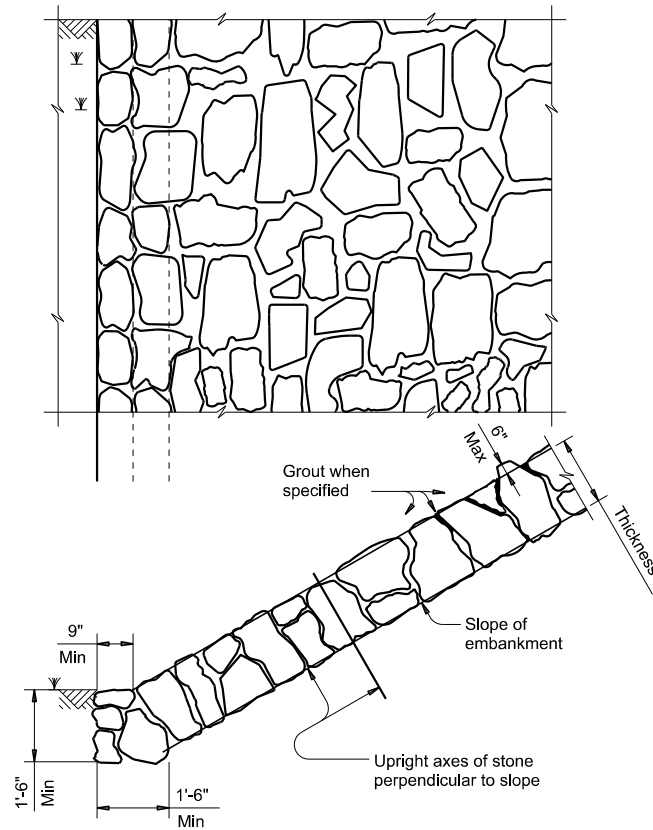 6"
Max
Grout when
specified
Thickness
9"
Min
Slope of
embankment
1'-6"
Min
Upright axes of stone
perpendicular to slope
1'-6"
Min